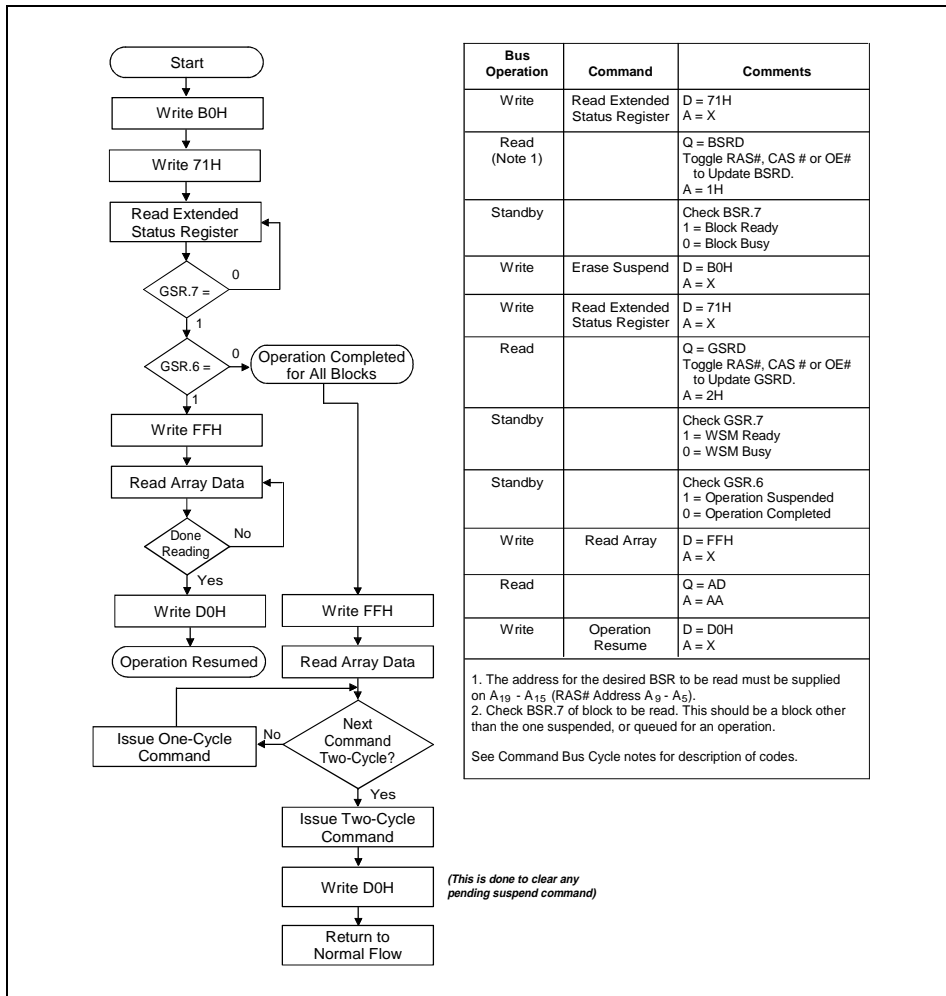 Start
Write B0H
Write 71H
Read Extended
Status Register
0
GSR.7 =
1
0
GSR.6 =
Operation Completed
for All Blocks
1
Write FFH
Read Array Data
Done
Reading
No
Yes
Write D0H
Operation Resumed
Write FFH
Read Array Data
Next
Command
Two-Cycle?
No
Issue One-Cycle
Command
Yes
Issue Two-Cycle
Command
Write D0H
(This is done to clear any
pending suspend command)
Return to
Normal Flow
Bus
Operation
Command
Comments
Write
Read Extended
Status Register
D = 71H
A = X
Read
(Note 1)
Q = BSRD
Toggle RAS#, CAS # or OE#
to Update BSRD.
A = 1H
Standby
Check BSR.7
1 = Block Ready
0 = Block Busy
Write
Erase Suspend
D = B0H
A = X
Write
Read Extended
Status Register
D = 71H
A = X
Read
Q = GSRD
Toggle RAS#, CAS # or OE#
to Update GSRD.
A = 2H
Standby
Check GSR.7
1 = WSM Ready
0 = WSM Busy
Standby
Check GSR.6
1 = Operation Suspended
0 = Operation Completed
Write
Read Array
D = FFH
A = X
Read
Q = AD
A = AA
Write
Operation
Resume
D = D0H
A = X
1. The address for the desired BSR to be read must be supplied
on A19 - A15 (RAS# Address A9 - A5).
2. Check BSR.7 of block to be read. This should be a block other
than the one suspended, or queued for an operation.
See Command Bus Cycle notes for description of codes.